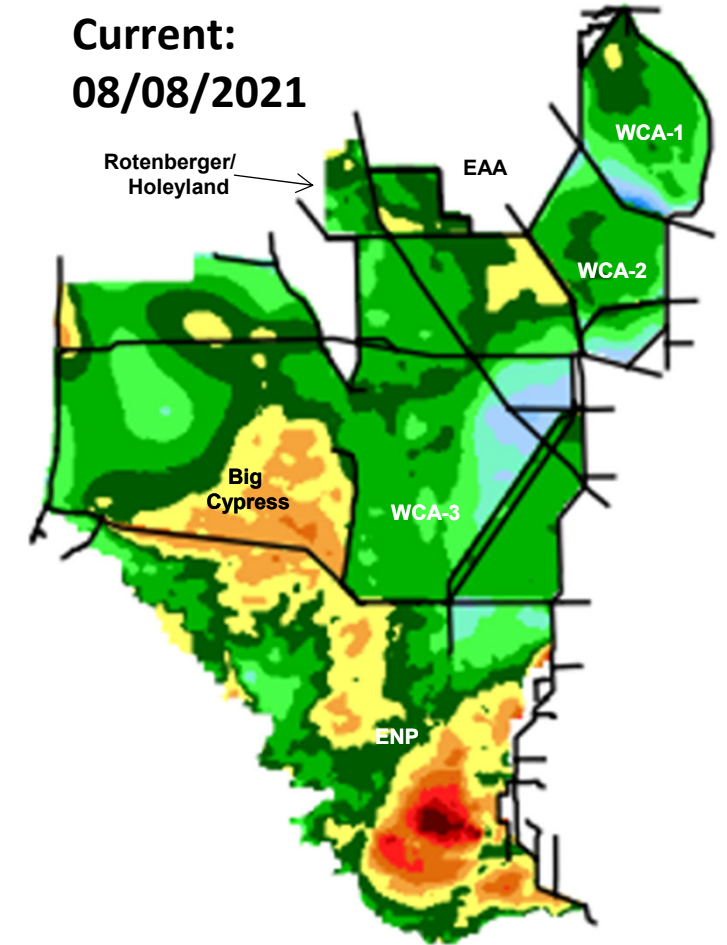 Current:
08/08/2021
WCA-1
Rotenberger/
Holeyland
EAA
WCA-2
Big
Cypress
WCA-3
ENP